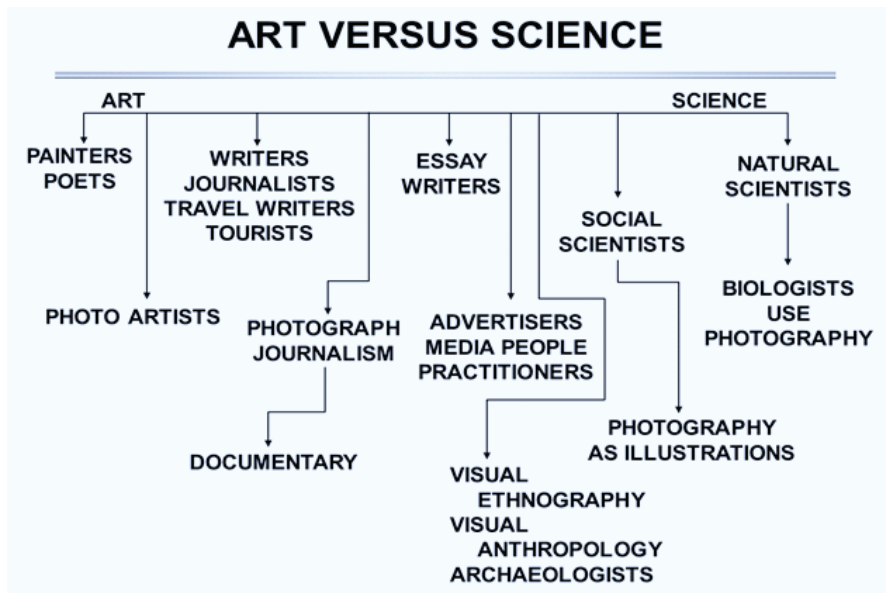 ART VERSUS SCIENCE
ART
SCIENCE
PAINTERS
POETS
WRITERS
JOURNALISTS
TRAVEL WRITERS
TOURISTS
ESSAY
WRITERS
NATURAL
SCIENTISTS
SOCIAL
SCIENTISTS
PHOTO ARTISTS
PHOTOGRAPH
JOURNALISM
ADVERTISERS
MEDIA PEOPLE
PRACTITIONERS
BIOLOGISTS
USE
PHOTOGRAPHY
DOCUMENTARY
PHOTOGRAPHY
AS ILLUSTRATIONS
VISUAL
ETHNOGRAPHY
VISUAL
ANTHROPOLOGY
ARCHAEOLOGISTS